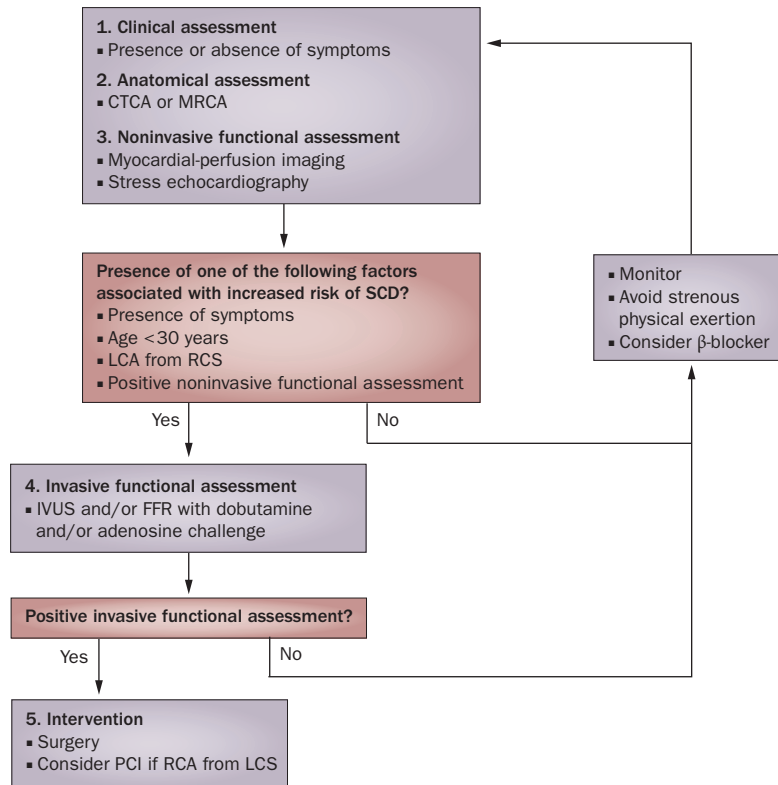 1. Clinical assessment
▪ Presence or absence of symptoms
2. Anatomical assessment
▪ CTCA or MRCA
3. Noninvasive functional assessment
▪ Myocardial-perfusion imaging
▪ Stress echocardiography
Presence of one of the following factors
associated with increased risk of SCD?
▪ Presence of symptoms
▪ Age <30 years
▪ LCA from RCS
▪ Positive noninvasive functional assessment
▪ Monitor
▪ Avoid strenous
physical exertion
▪ Consider β-blocker
Yes
No
4. Invasive functional assessment
▪ IVUS and/or FFR with dobutamine
and/or adenosine challenge
Positive invasive functional assessment?
Yes
No
5. Intervention
▪ Surgery
▪ Consider PCI if RCA from LCS